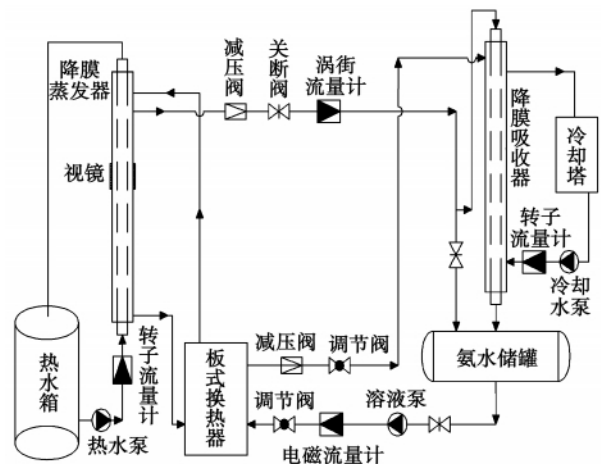 降膜
蒸发器
减压阀
关断阀
涡街
流量计
降膜吸收器
冷却塔
视镜
转子
流量计
冷却
水泵
热水箱
转子流量计
热水泵
板式换热器
减压阀
调节阀
氨水储罐
调节阀
溶液泵
电磁流量计